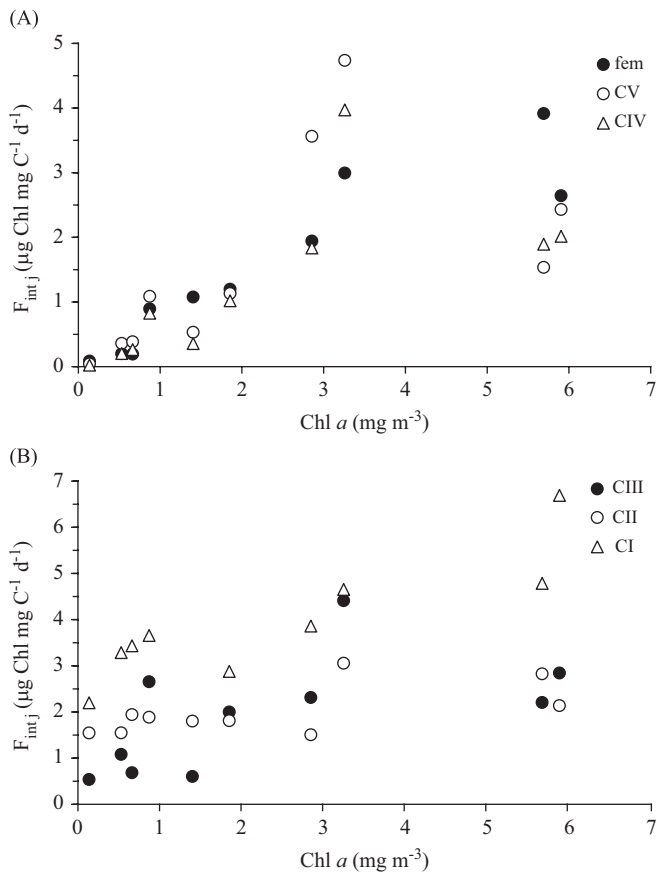 (A)
5
4
3
2
1
0
F_int j (µg Chl mg C⁻¹ d⁻¹)
fem
CV
CIV
0 1 2 3 4 5 6 7
Chl a (mg m⁻³)
(B)
7
6
5
4
3
2
1
0
F_int j (µg Chl mg C⁻¹ d⁻¹)
CIII
CII
CI
0 1 2 3 4 5 6 7
Chl a (mg m⁻³)